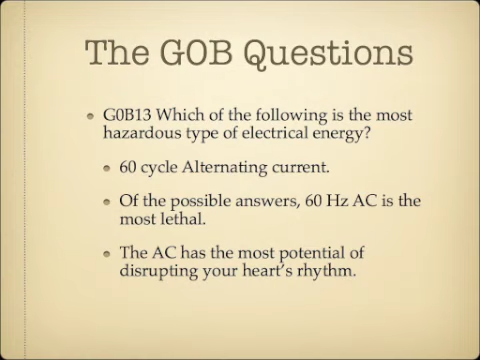 The G0B Questions
G0B13 Which of the following is the most
hazardous type of electrical energy?
60 cycle Alternating current.
Of the possible answers, 60 Hz AC is the
most lethal.
The AC has the most potential of
disrupting your heart's rhythm.